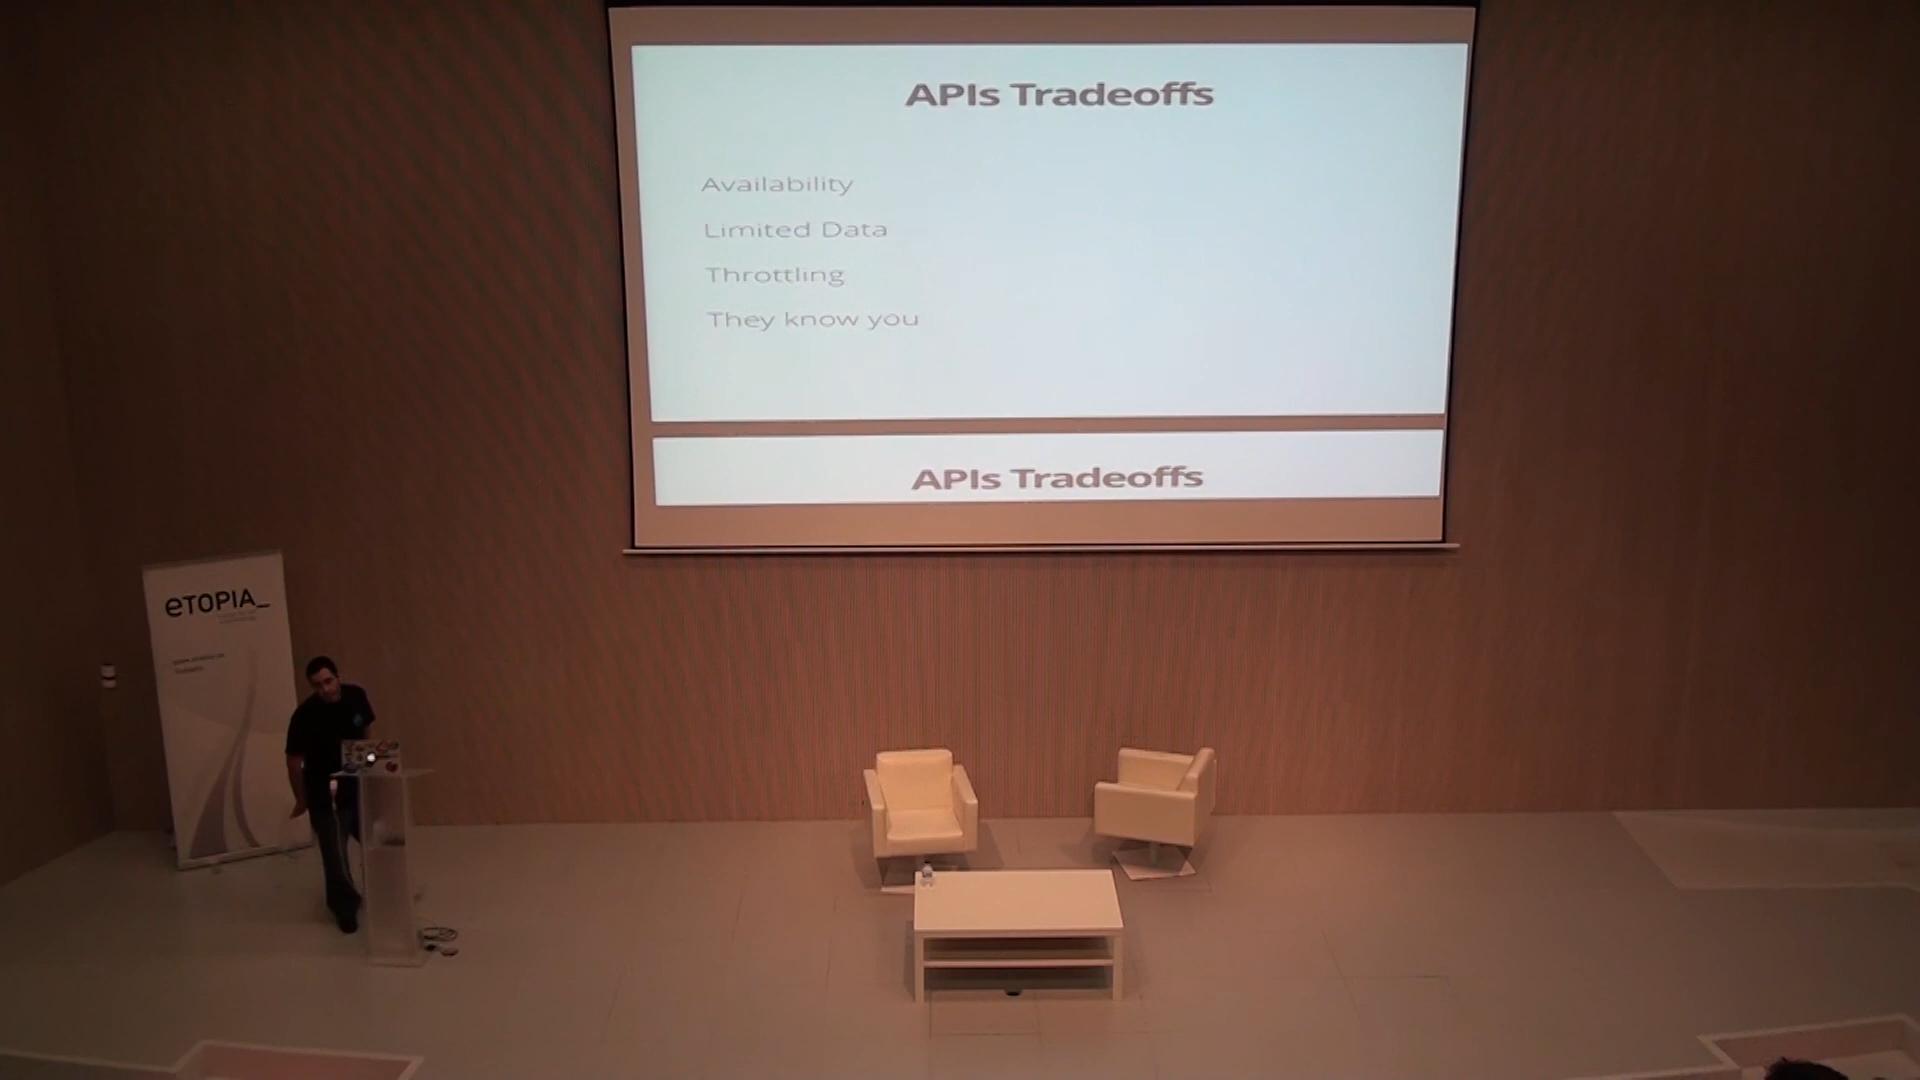 APIs Tradeoffs
Availability
Limited Data
Throttling
They know you
APIs Tradeoffs
eTOPIA_